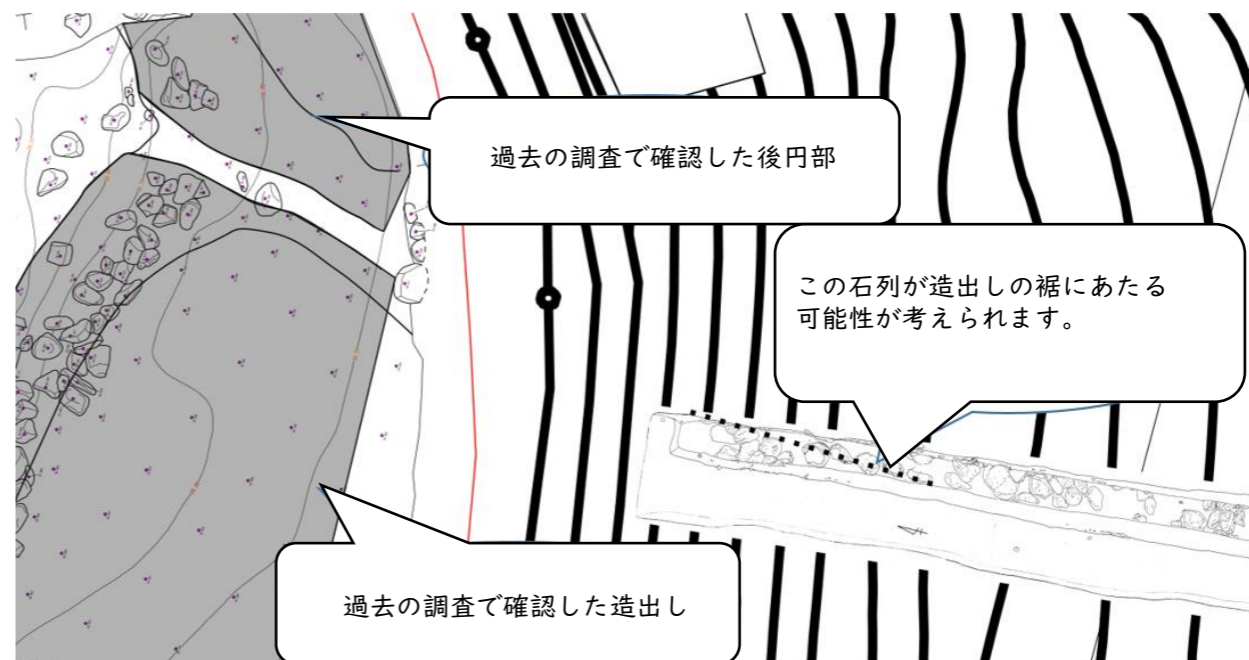 過去の調査で確認した後円部
この石列が造出しの裾にあたる
可能性が考えられます。
過去の調査で確認した造出し